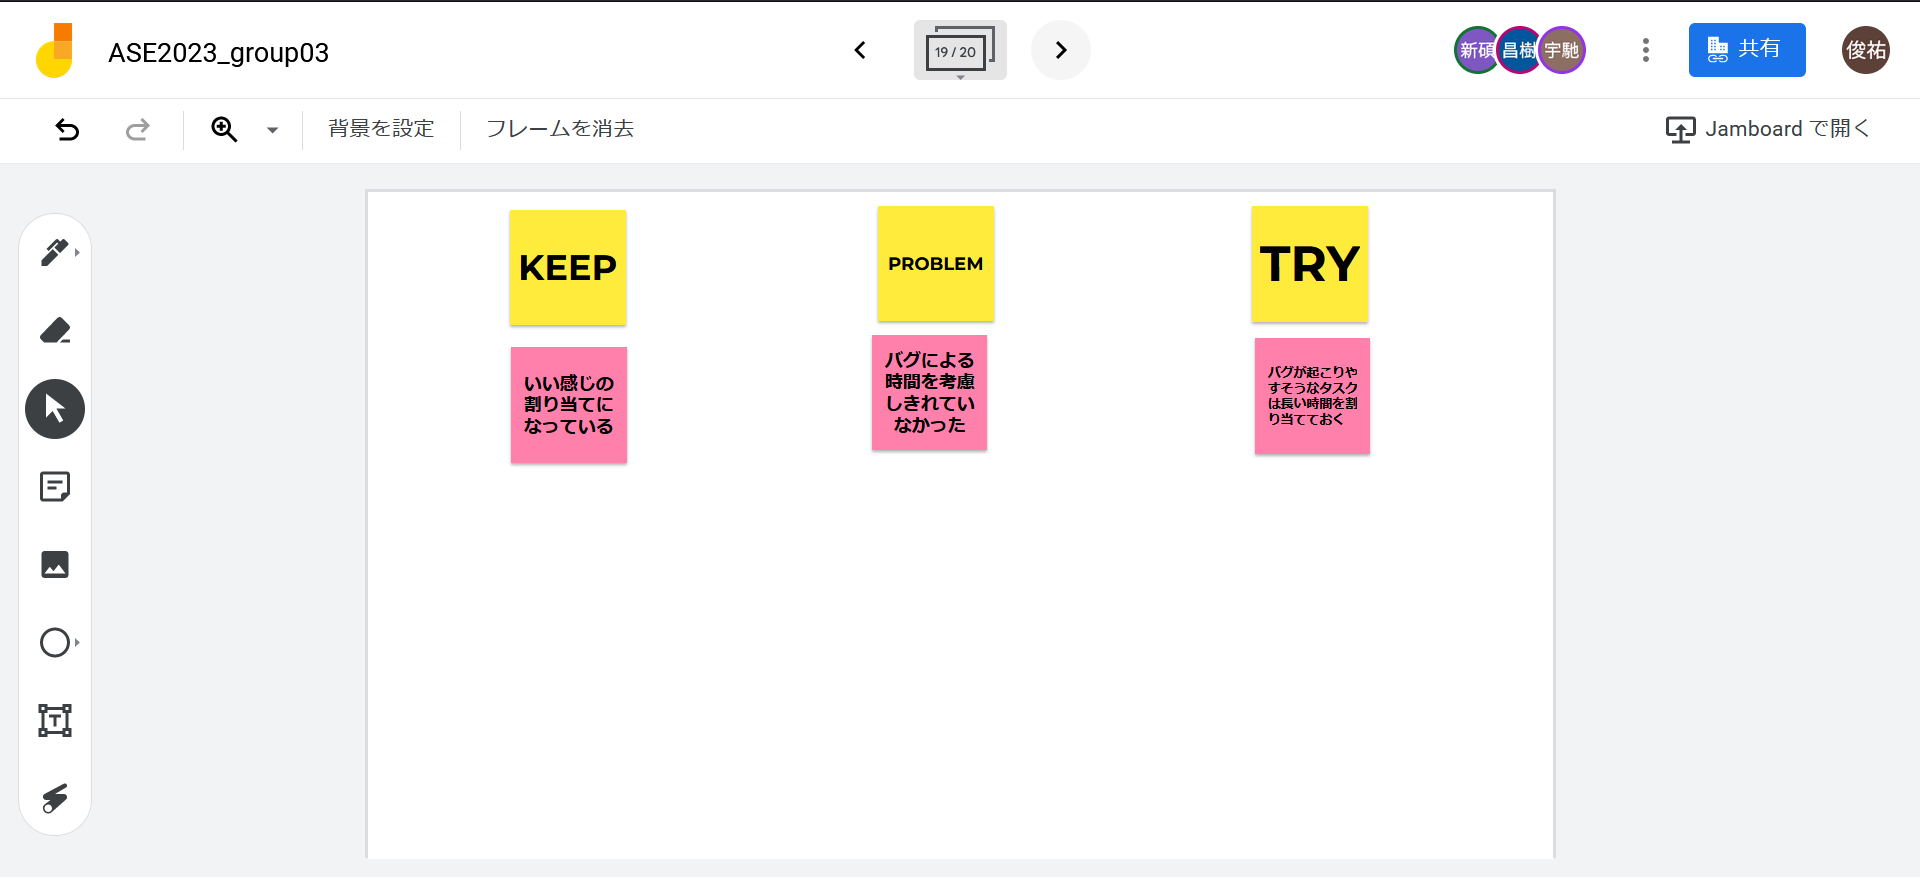 ASE2023_group03
19 / 20
新碩
昌樹
宇馳
共有
俊祐
背景を設定
フレームを消去
Jamboard で開く
KEEP
いい感じの
割り当てに
なっている
PROBLEM
バグによる
時間を考慮
しきれてい
なかった
TRY
バグが起こりや
すそうなタスク
は長い時間を割
り当てておく
T